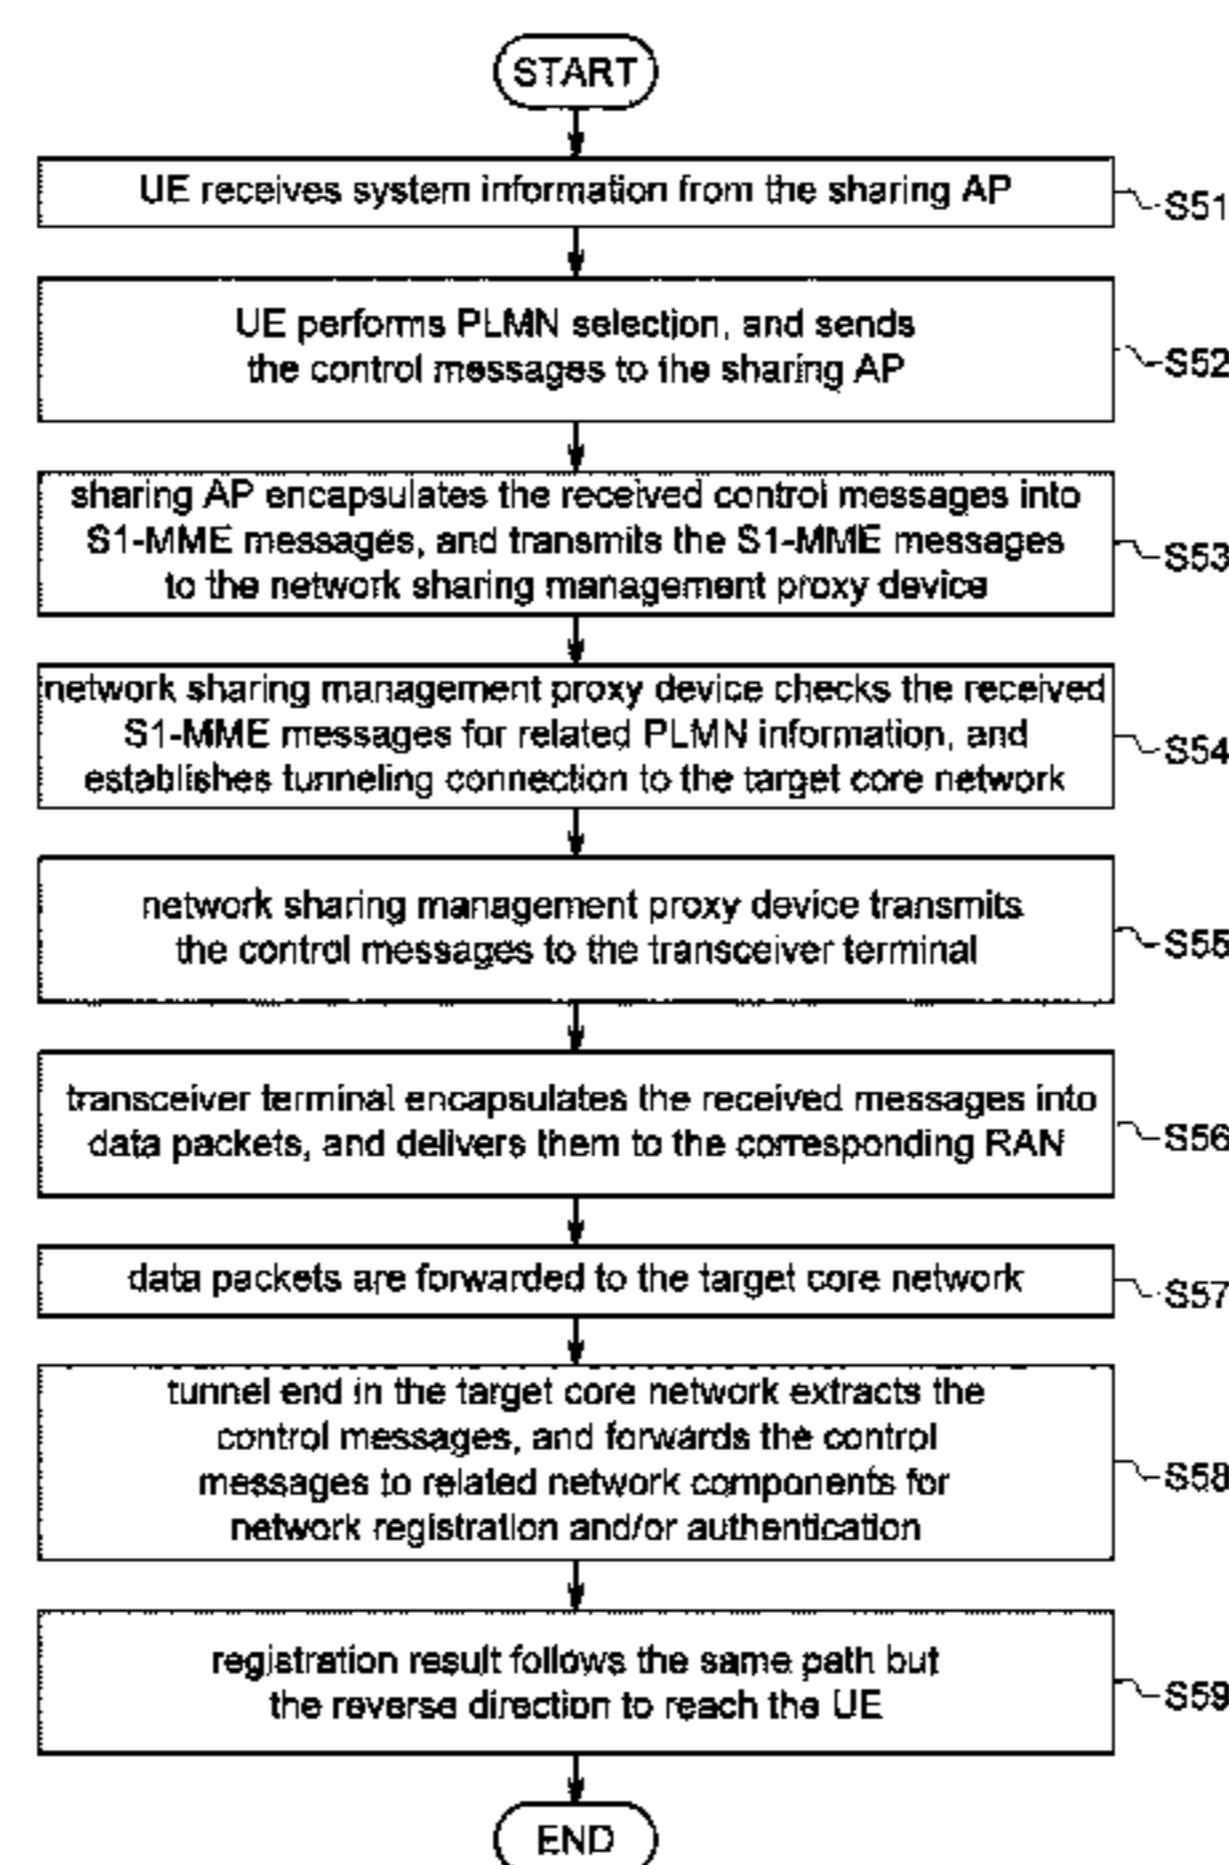 START
UE receives system information from the sharing AP
S51
UE performs PLMN selection, and sends
the control messages to the sharing AP
S52
sharing AP encapsulates the received control messages into
S1-MME messages, and transmits the S1-MME messages
to the network sharing management proxy device
S53
network sharing management proxy device checks the received
S1-MME messages for related PLMN information, and
establishes tunneling connection to the target core network
S54
network sharing management proxy device transmits
the control messages to the transceiver terminal
S55
transceiver terminal encapsulates the received messages into
data packets, and delivers them to the corresponding RAN
S56
data packets are forwarded to the target core network
S57
tunnel end in the target core network extracts the
control messages, and forwards the control
messages to related network components for
network registration and/or authentication
S58
registration result follows the same path but
the reverse direction to reach the UE
S59
END